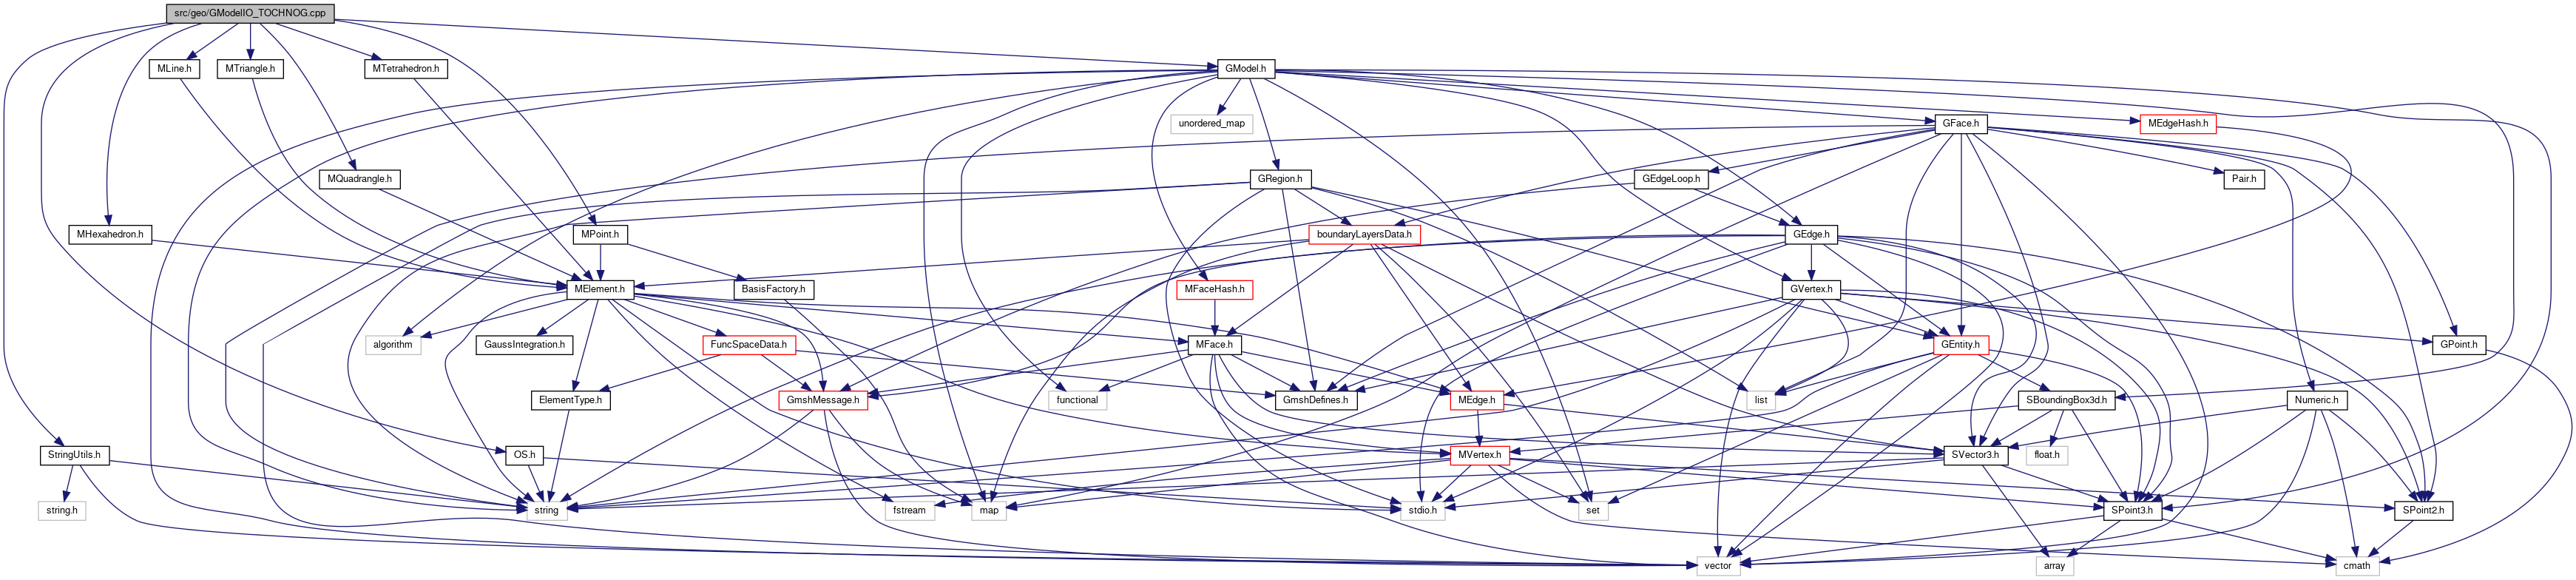 src/geo/GModelIO_TOCHNOG.cpp
MLine.h
MTriangle.h
MTetrahedron.h
GModel.h
unordered_map
GFace.h
MEdgeHash.h
MQuadrangle.h
GRegion.h
GEdgeLoop.h
Pair.h
MHexahedron.h
MPoint.h
boundaryLayersData.h
GEdge.h
MElement.h
BasisFactory.h
MFaceHash.h
GVertex.h
algorithm
GaussIntegration.h
FuncSpaceData.h
MFace.h
GEntity.h
GPoint.h
ElementType.h
GmshMessage.h
functional
GmshDefines.h
MEdge.h
list
SBoundingBox3d.h
Numeric.h
StringUtils.h
OS.h
MVertex.h
SVector3.h
float.h
string.h
string
fstream
map
stdio.h
set
SPoint3.h
SPoint2.h
vector
array
cmath